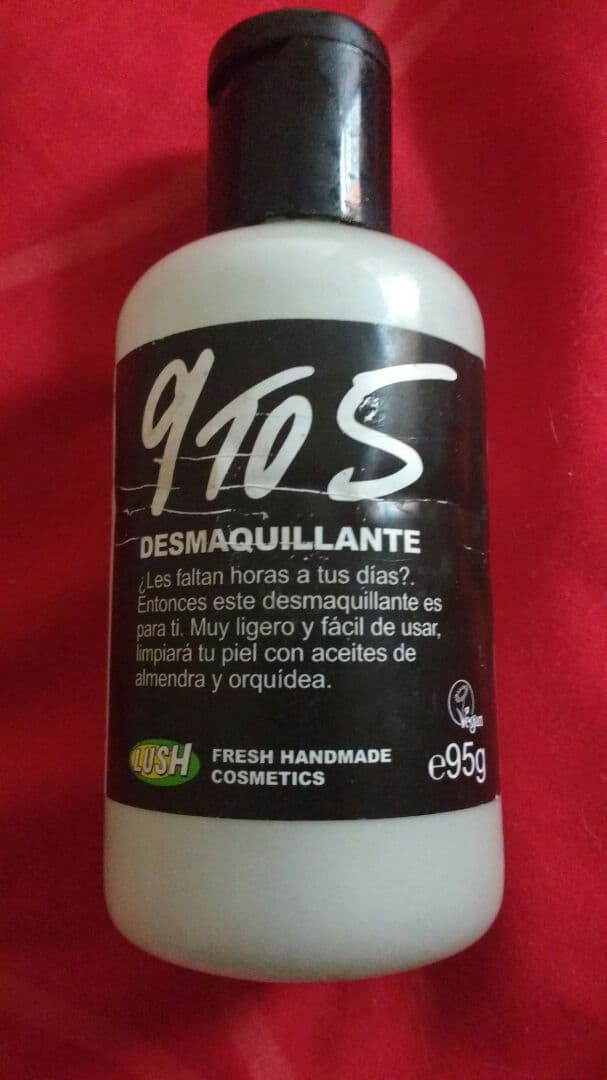 9 TO 5
DESMAQUILLANTE
¿Les faltan horas a tus días?.
Entonces este desmaquillante es
para ti. Muy ligero y fácil de usar,
limpiará tu piel con aceites de
almendra y orquídea.
Vegan
LUSH
FRESH HANDMADE
COSMETICS
e95g